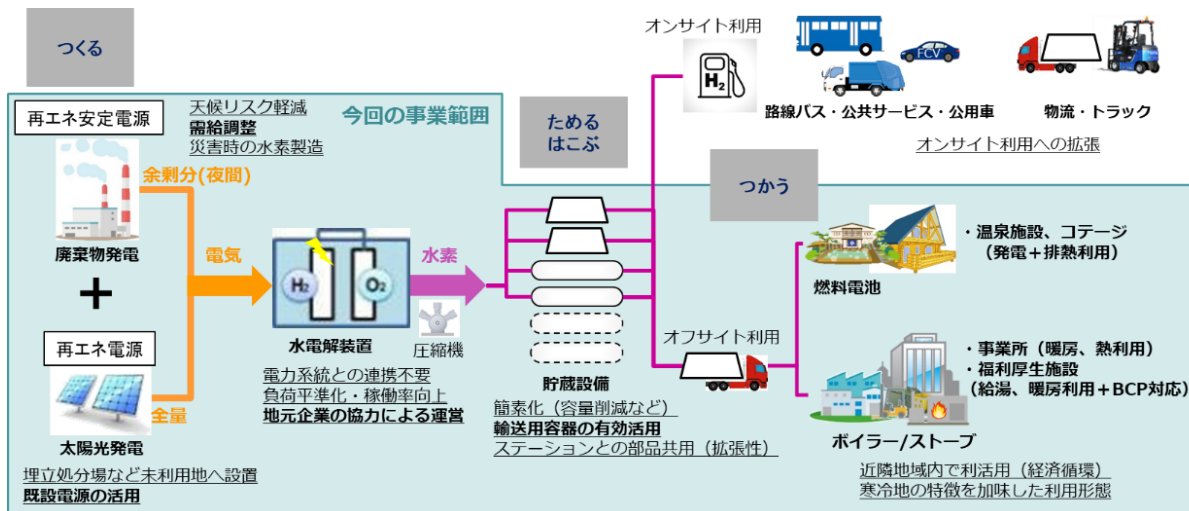 つくる
再エネ安定電源
天候リスク軽減
需給調整
災害時の水素製造
今回の事業範囲
余剰分(夜間)
廃棄物発電
+
再エネ電源
全量
太陽光発電
埋立処分場など未利用地へ設置
既設電源の活用
電気
H₂
O₂
水電解装置
電力系統との連携不要
負荷平準化・稼働率向上
地元企業の協力による運営
水素
圧縮機
ためる
はこぶ
貯蔵設備
簡素化（容量削減など）
輸送用容器の有効活用
ステーションとの部品共用（拡張性）
オンサイト利用
H₂
FCV
路線バス・公共サービス・公用車
物流・トラック
オンサイト利用への拡張
つかう
オフサイト利用
燃料電池
・温泉施設、コテージ
（発電＋排熱利用）
ボイラー/ストーブ
・事業所（暖房、熱利用）
・福利厚生施設
（給湯、暖房利用＋BCP対応）
近隣地域内で利活用（経済循環）
寒冷地の特徴を加味した利用形態